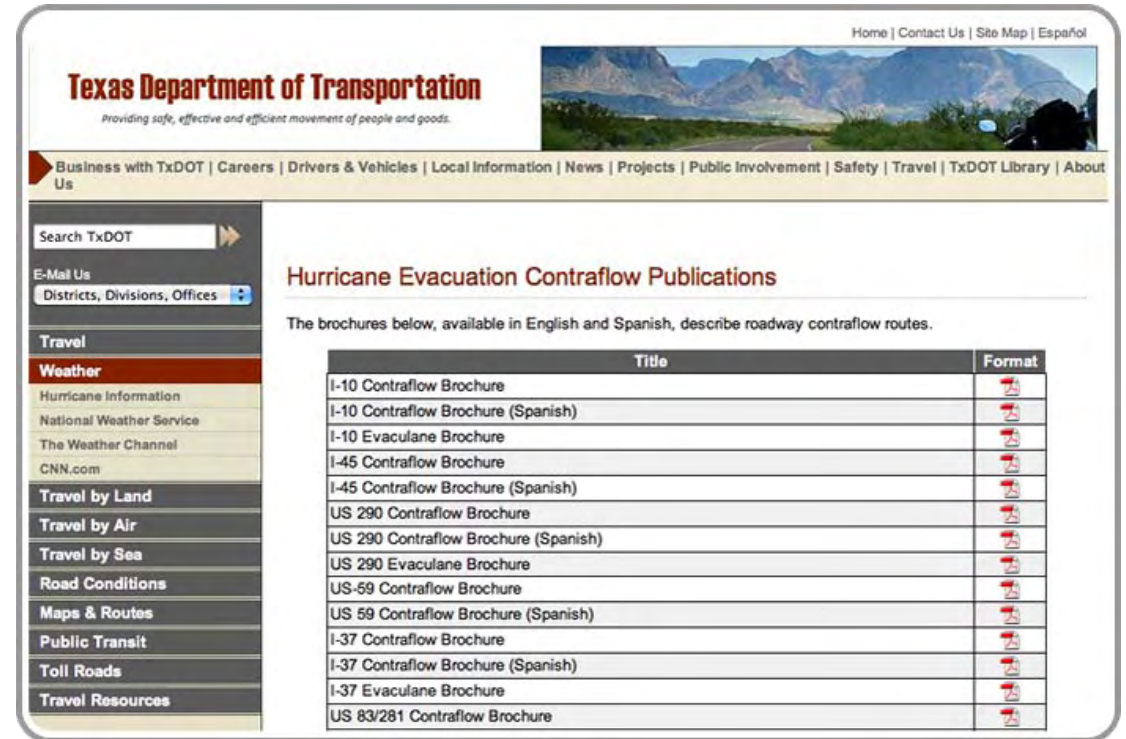 Home | Contact Us | Site Map | Español
Texas Department of Transportation
Providing safe, effective and efficient movement of people and goods.
Business with TxDOT | Careers | Drivers & Vehicles | Local Information | News | Projects | Public Involvement | Safety | Travel | TxDOT Library | About
Us
Search TxDOT
E-Mail Us
Districts, Divisions, Offices
Travel
Weather
Hurricane Information
National Weather Service
The Weather Channel
CNN.com
Travel by Land
Travel by Air
Travel by Sea
Road Conditions
Maps & Routes
Public Transit
Toll Roads
Travel Resources
Hurricane Evacuation Contraflow Publications
The brochures below, available in English and Spanish, describe roadway contraflow routes.
Title Format
I-10 Contraflow Brochure
I-10 Contraflow Brochure (Spanish)
I-10 Evaculane Brochure
I-45 Contraflow Brochure
I-45 Contraflow Brochure (Spanish)
US 290 Contraflow Brochure
US 290 Contraflow Brochure (Spanish)
US 290 Evaculane Brochure
US-59 Contraflow Brochure
US 59 Contraflow Brochure (Spanish)
I-37 Contraflow Brochure
I-37 Contraflow Brochure (Spanish)
I-37 Evaculane Brochure
US 83/281 Contraflow Brochure